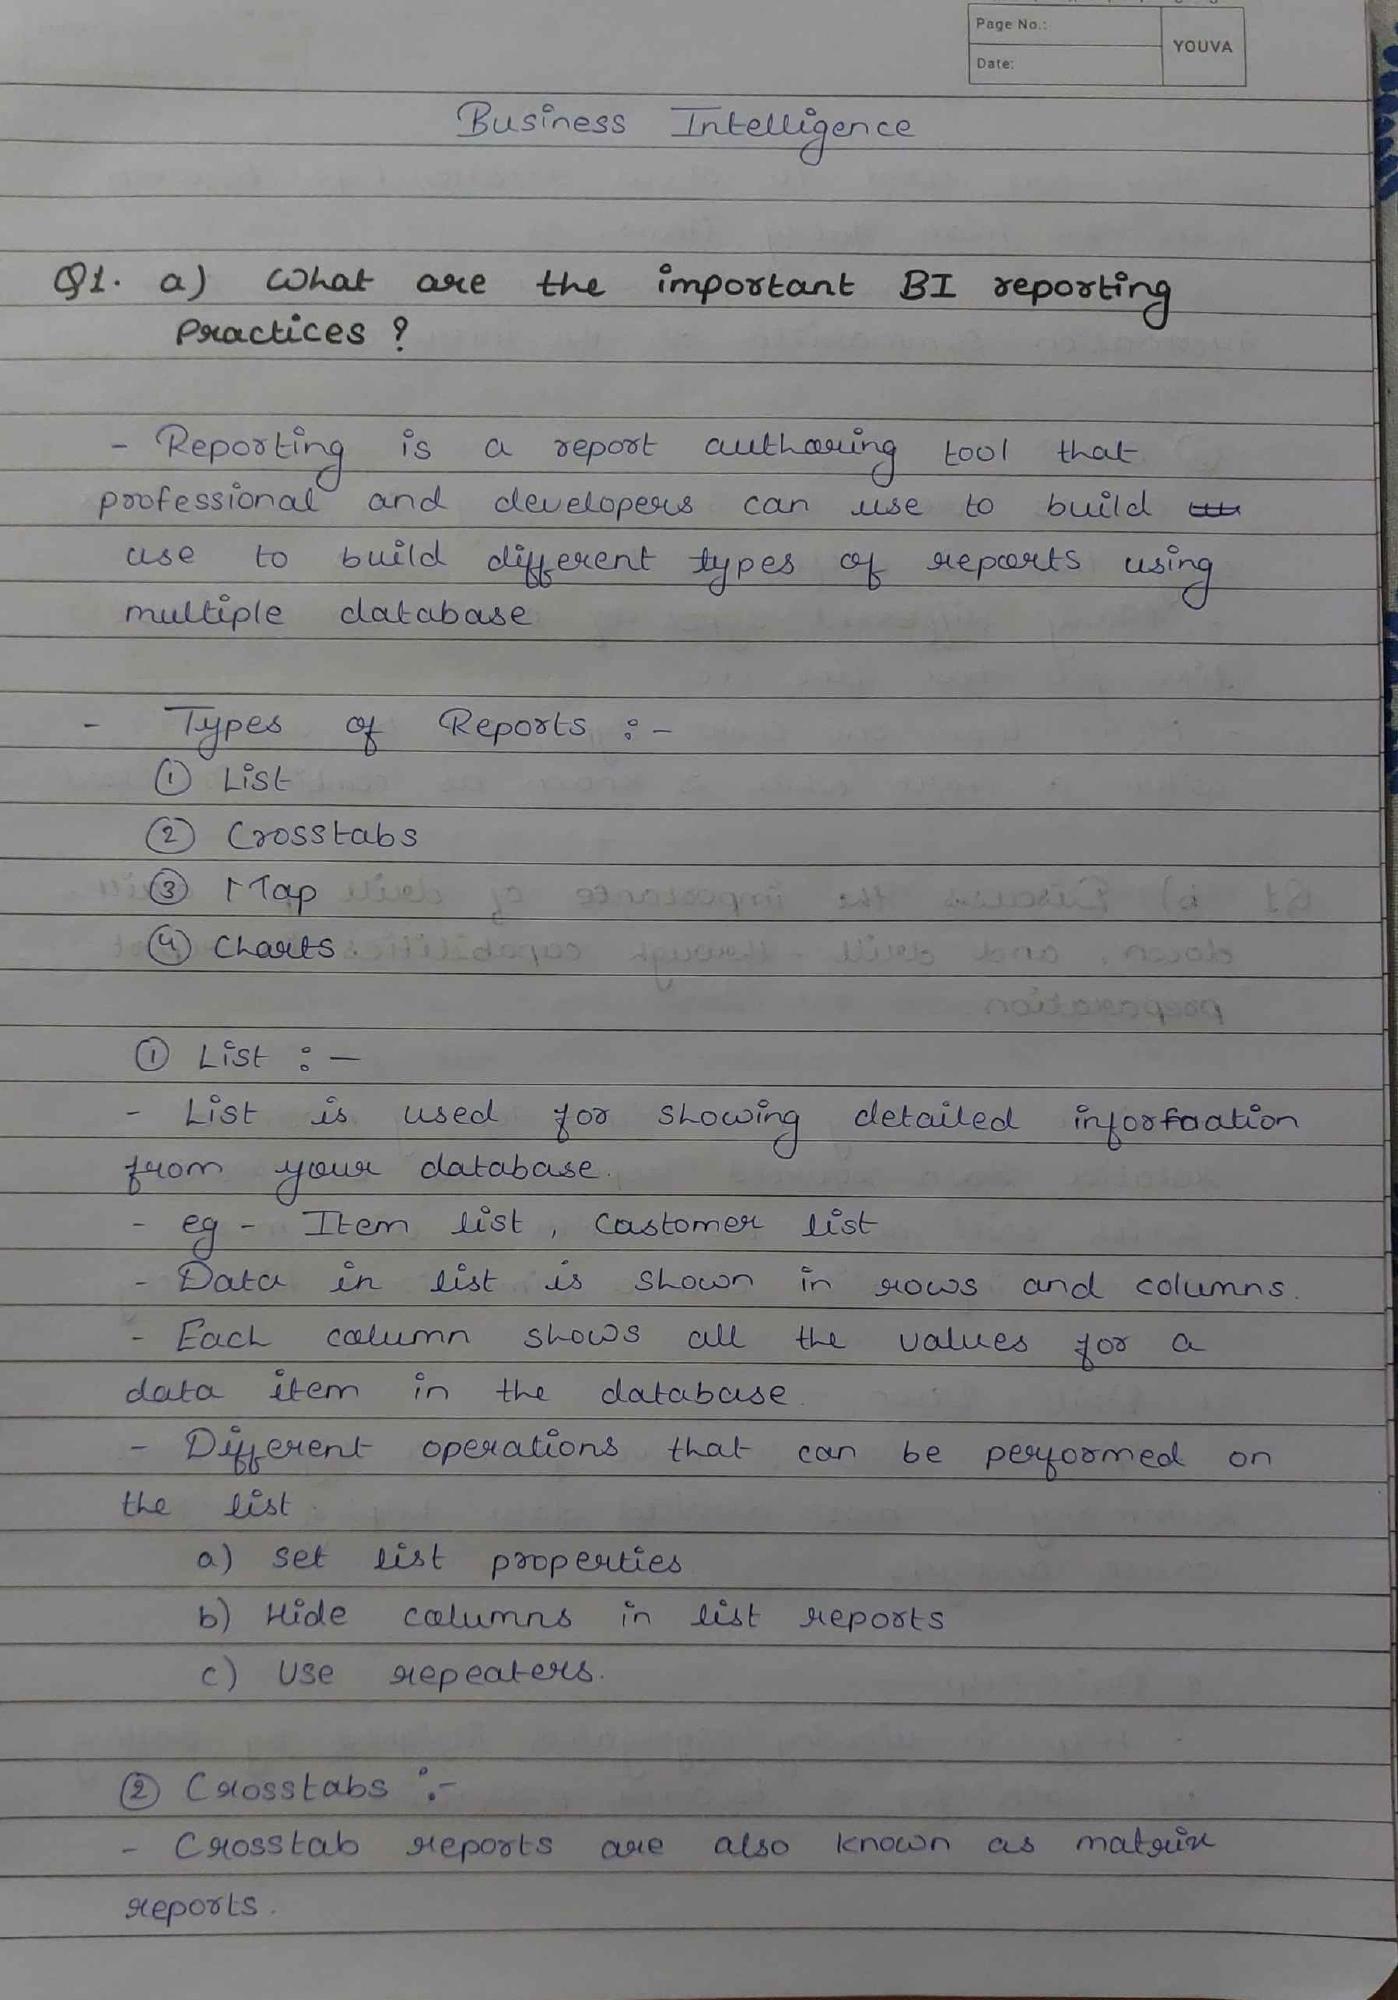 Page No.:
YOUVA
Date:
Business Intelligence
Q1. a) What are the important BI reporting
Practices ?
- Reporting is a report authoring tool that
professional and developers can use to build
use to build different types of reports using
multiple database
- Types of Reports :-
① List
② Crosstabs
③ Map
④ Charts
① List :-
- List is used for showing detailed inforfaation
from your database.
- eg - Item list, Castomer list
- Data in list is shown in rows and columns.
- Each column shows all the values for a
data item in the database.
- Different operations that can be performed on
the list.
a) set list properties
b) Hide columns in list reports
c) Use repeaters.
② Crosstabs :-
- Crosstab reports are also known as matrix
reports.